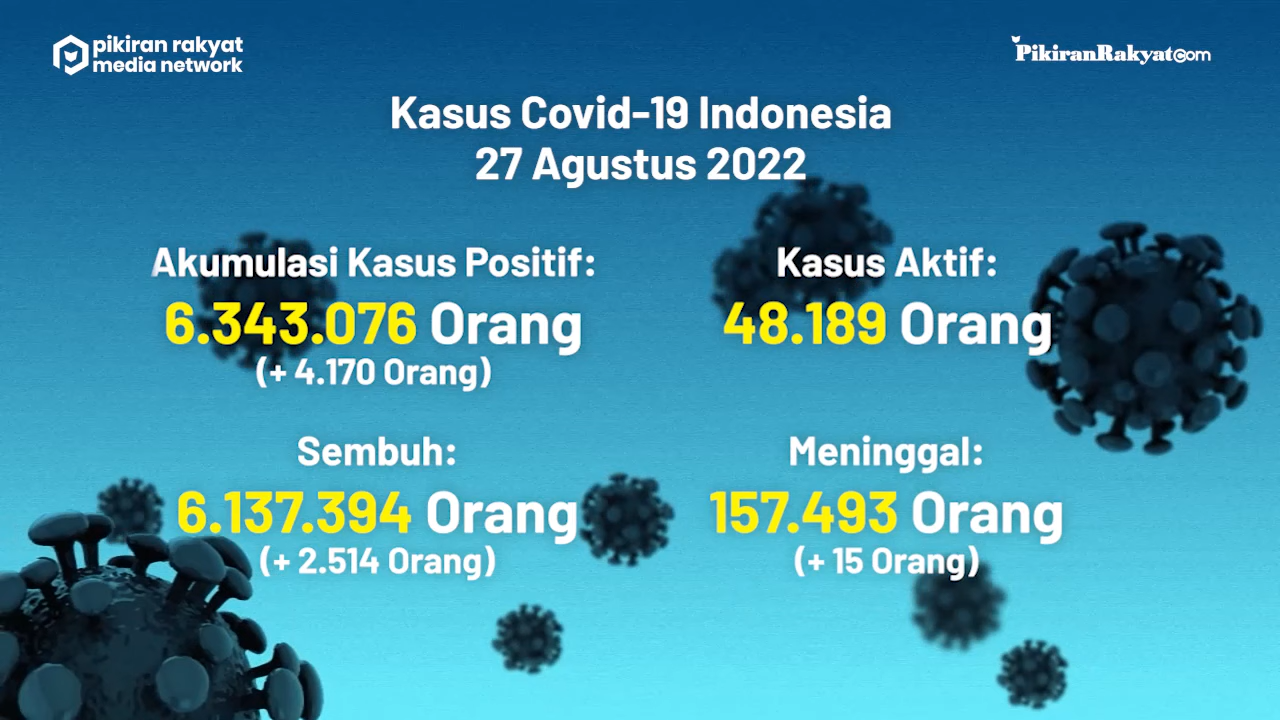 pikiran rakyat
media network
PikiranRakyatcom
Kasus Covid-19 Indonesia
27 Agustus 2022
Akumulasi Kasus Positif:
6.343.076 Orang
(+ 4.170 Orang)
Kasus Aktif:
48.189 Orang
Sembuh:
6.137.394 Orang
(+ 2.514 Orang)
Meninggal:
157.493 Orang
(+ 15 Orang)